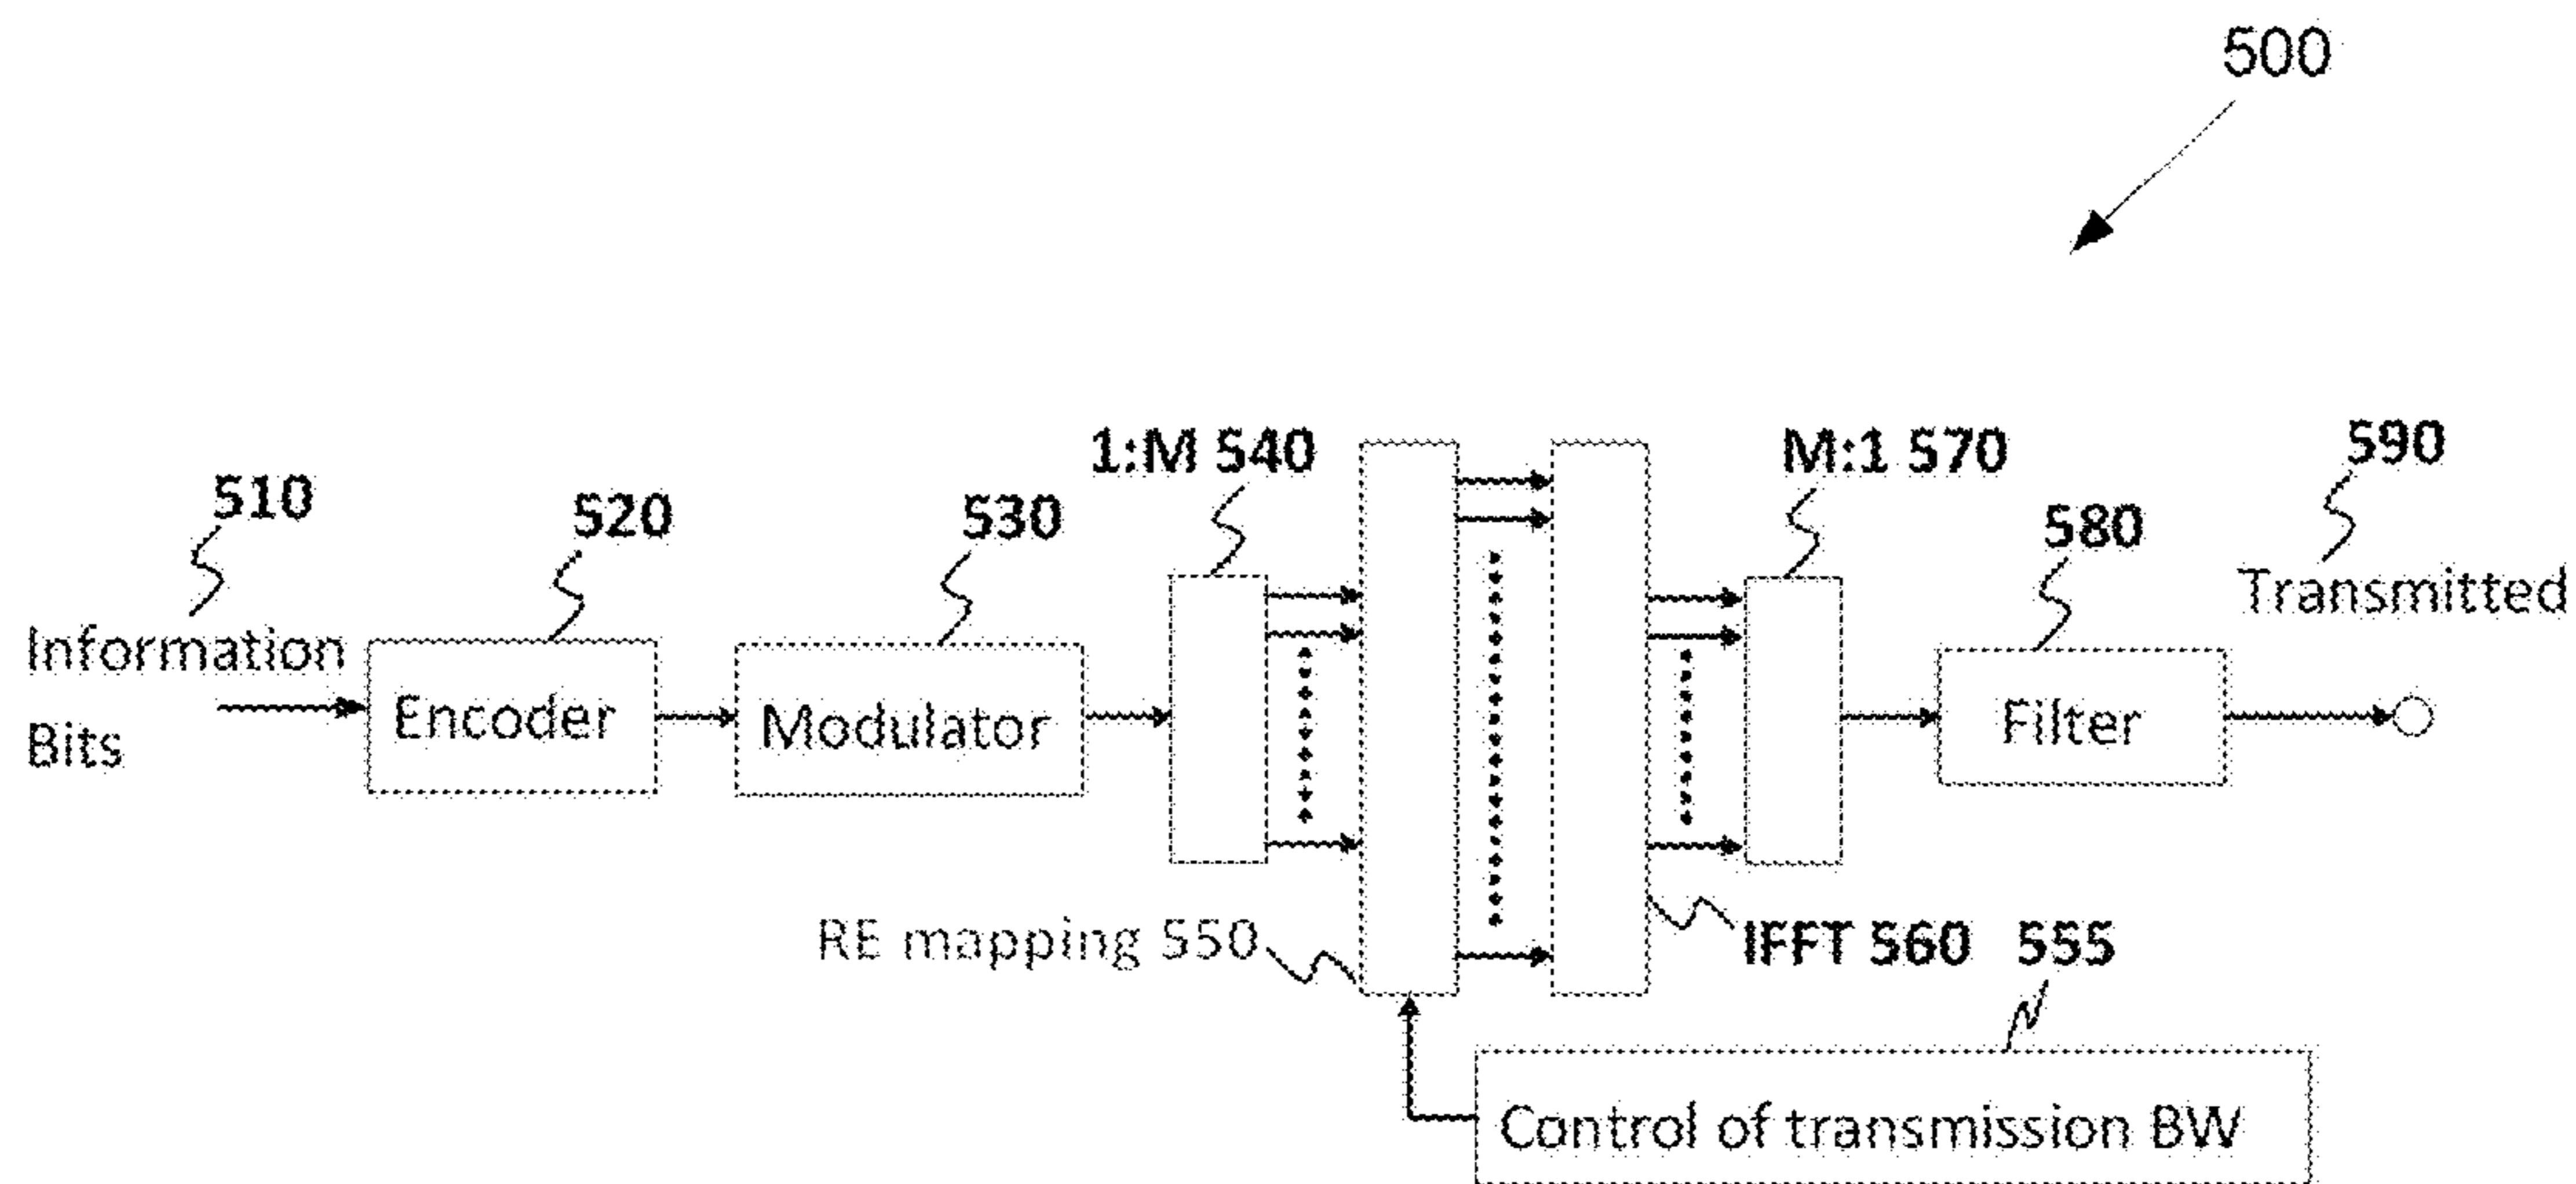 500
1:M 540
M:1 570
590
510
520
530
580
Transmitted
Information
Bits
Encoder
Modulator
Filter
RE mapping 550
IFFT 560
555
Control of transmission BW